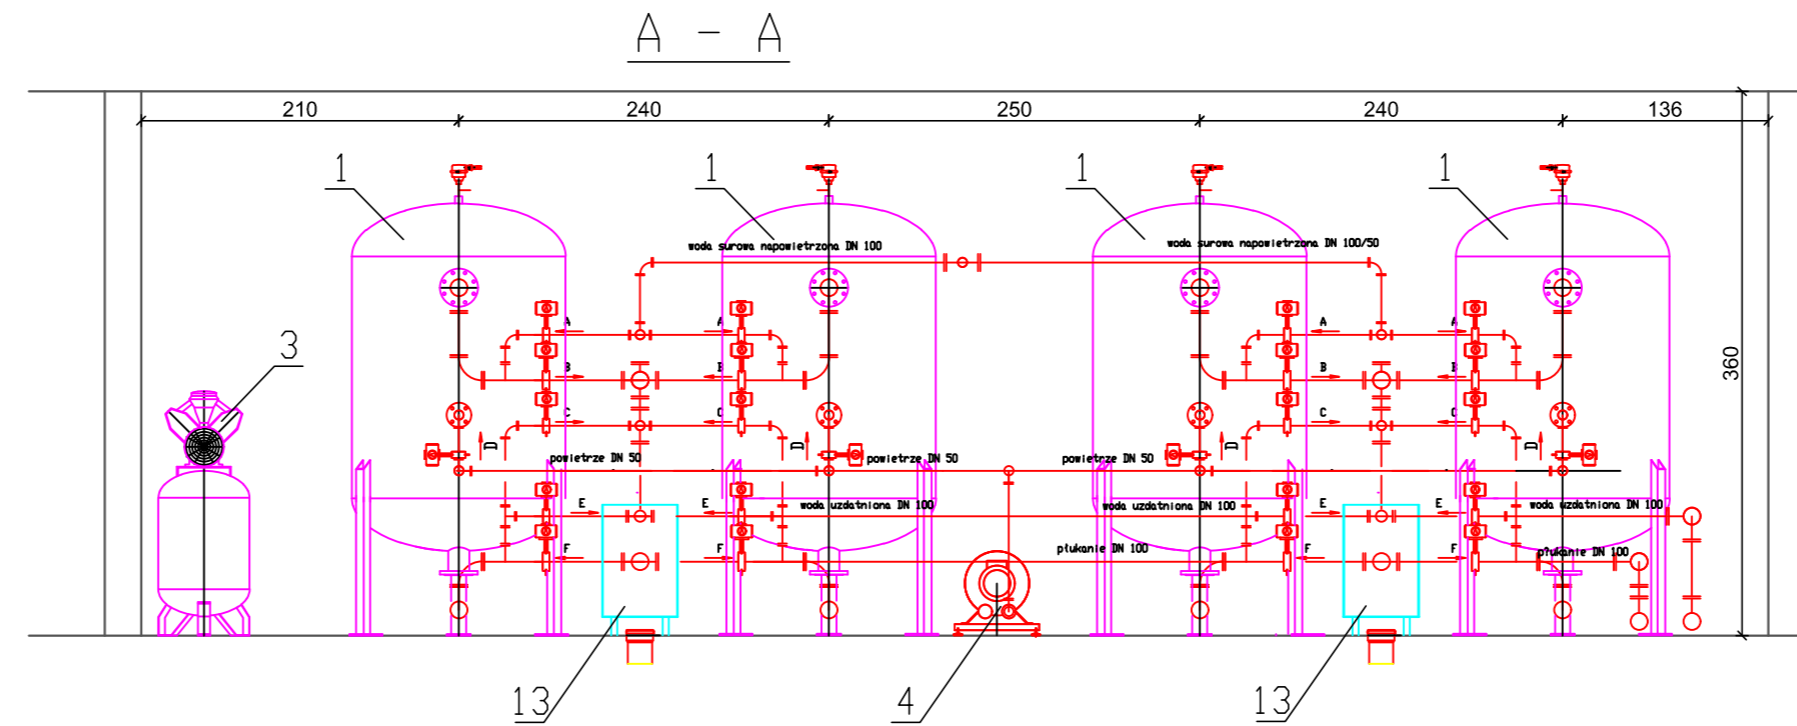 A - A
210 240 250 240 136
1 1 1 1
woda surowa napowietrzona DN 100 woda surowa napowietrzona DN 100/50
A A A A
3
360
B B B B
C C C C
D D D D
powietrze DN 50 powietrze DN 50 powietrze DN 50
E E woda uzdatniona DN 100 woda uzdatniona DN 100 E E woda uzdatniona DN 100
F F płukanie DN 100 F F płukanie DN 100
13 4 13